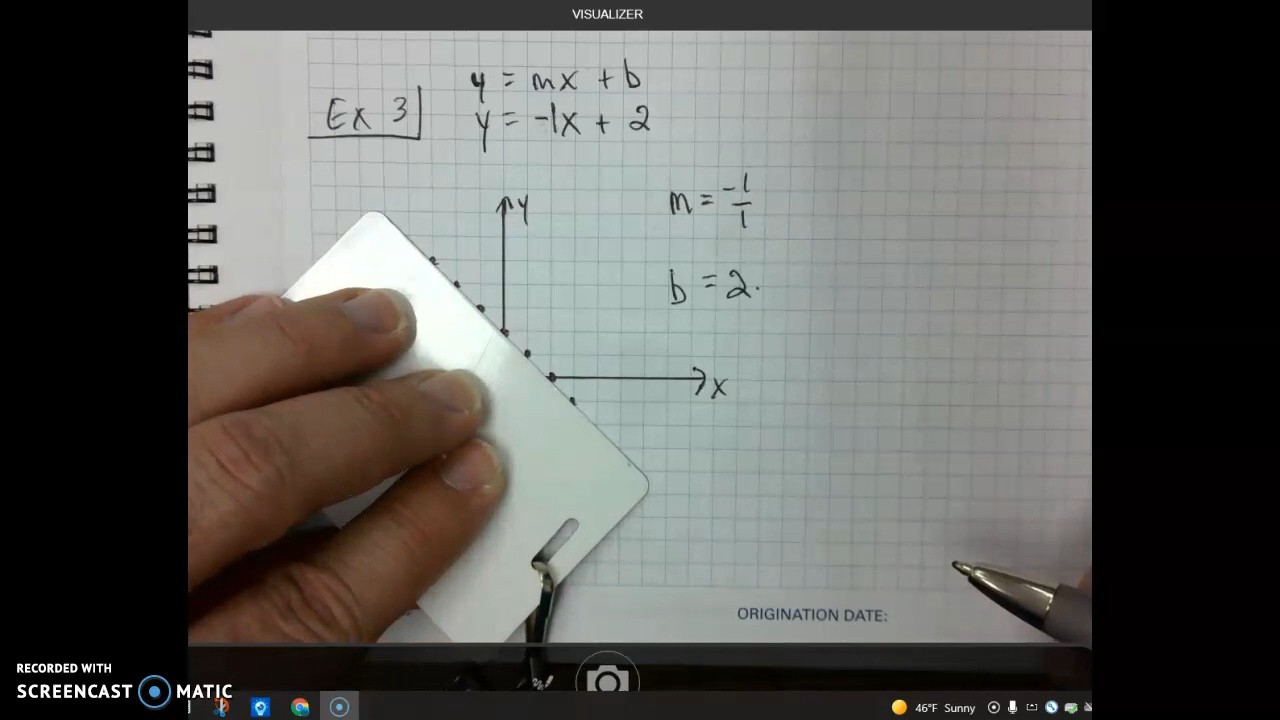 VISUALIZER
y = mx + b
Ex 3
y = -1x + 2
y
m = -1/1
b = 2.
x
ORIGINATION DATE:
RECORDED WITH
SCREENCAST MATIC
46°F Sunny